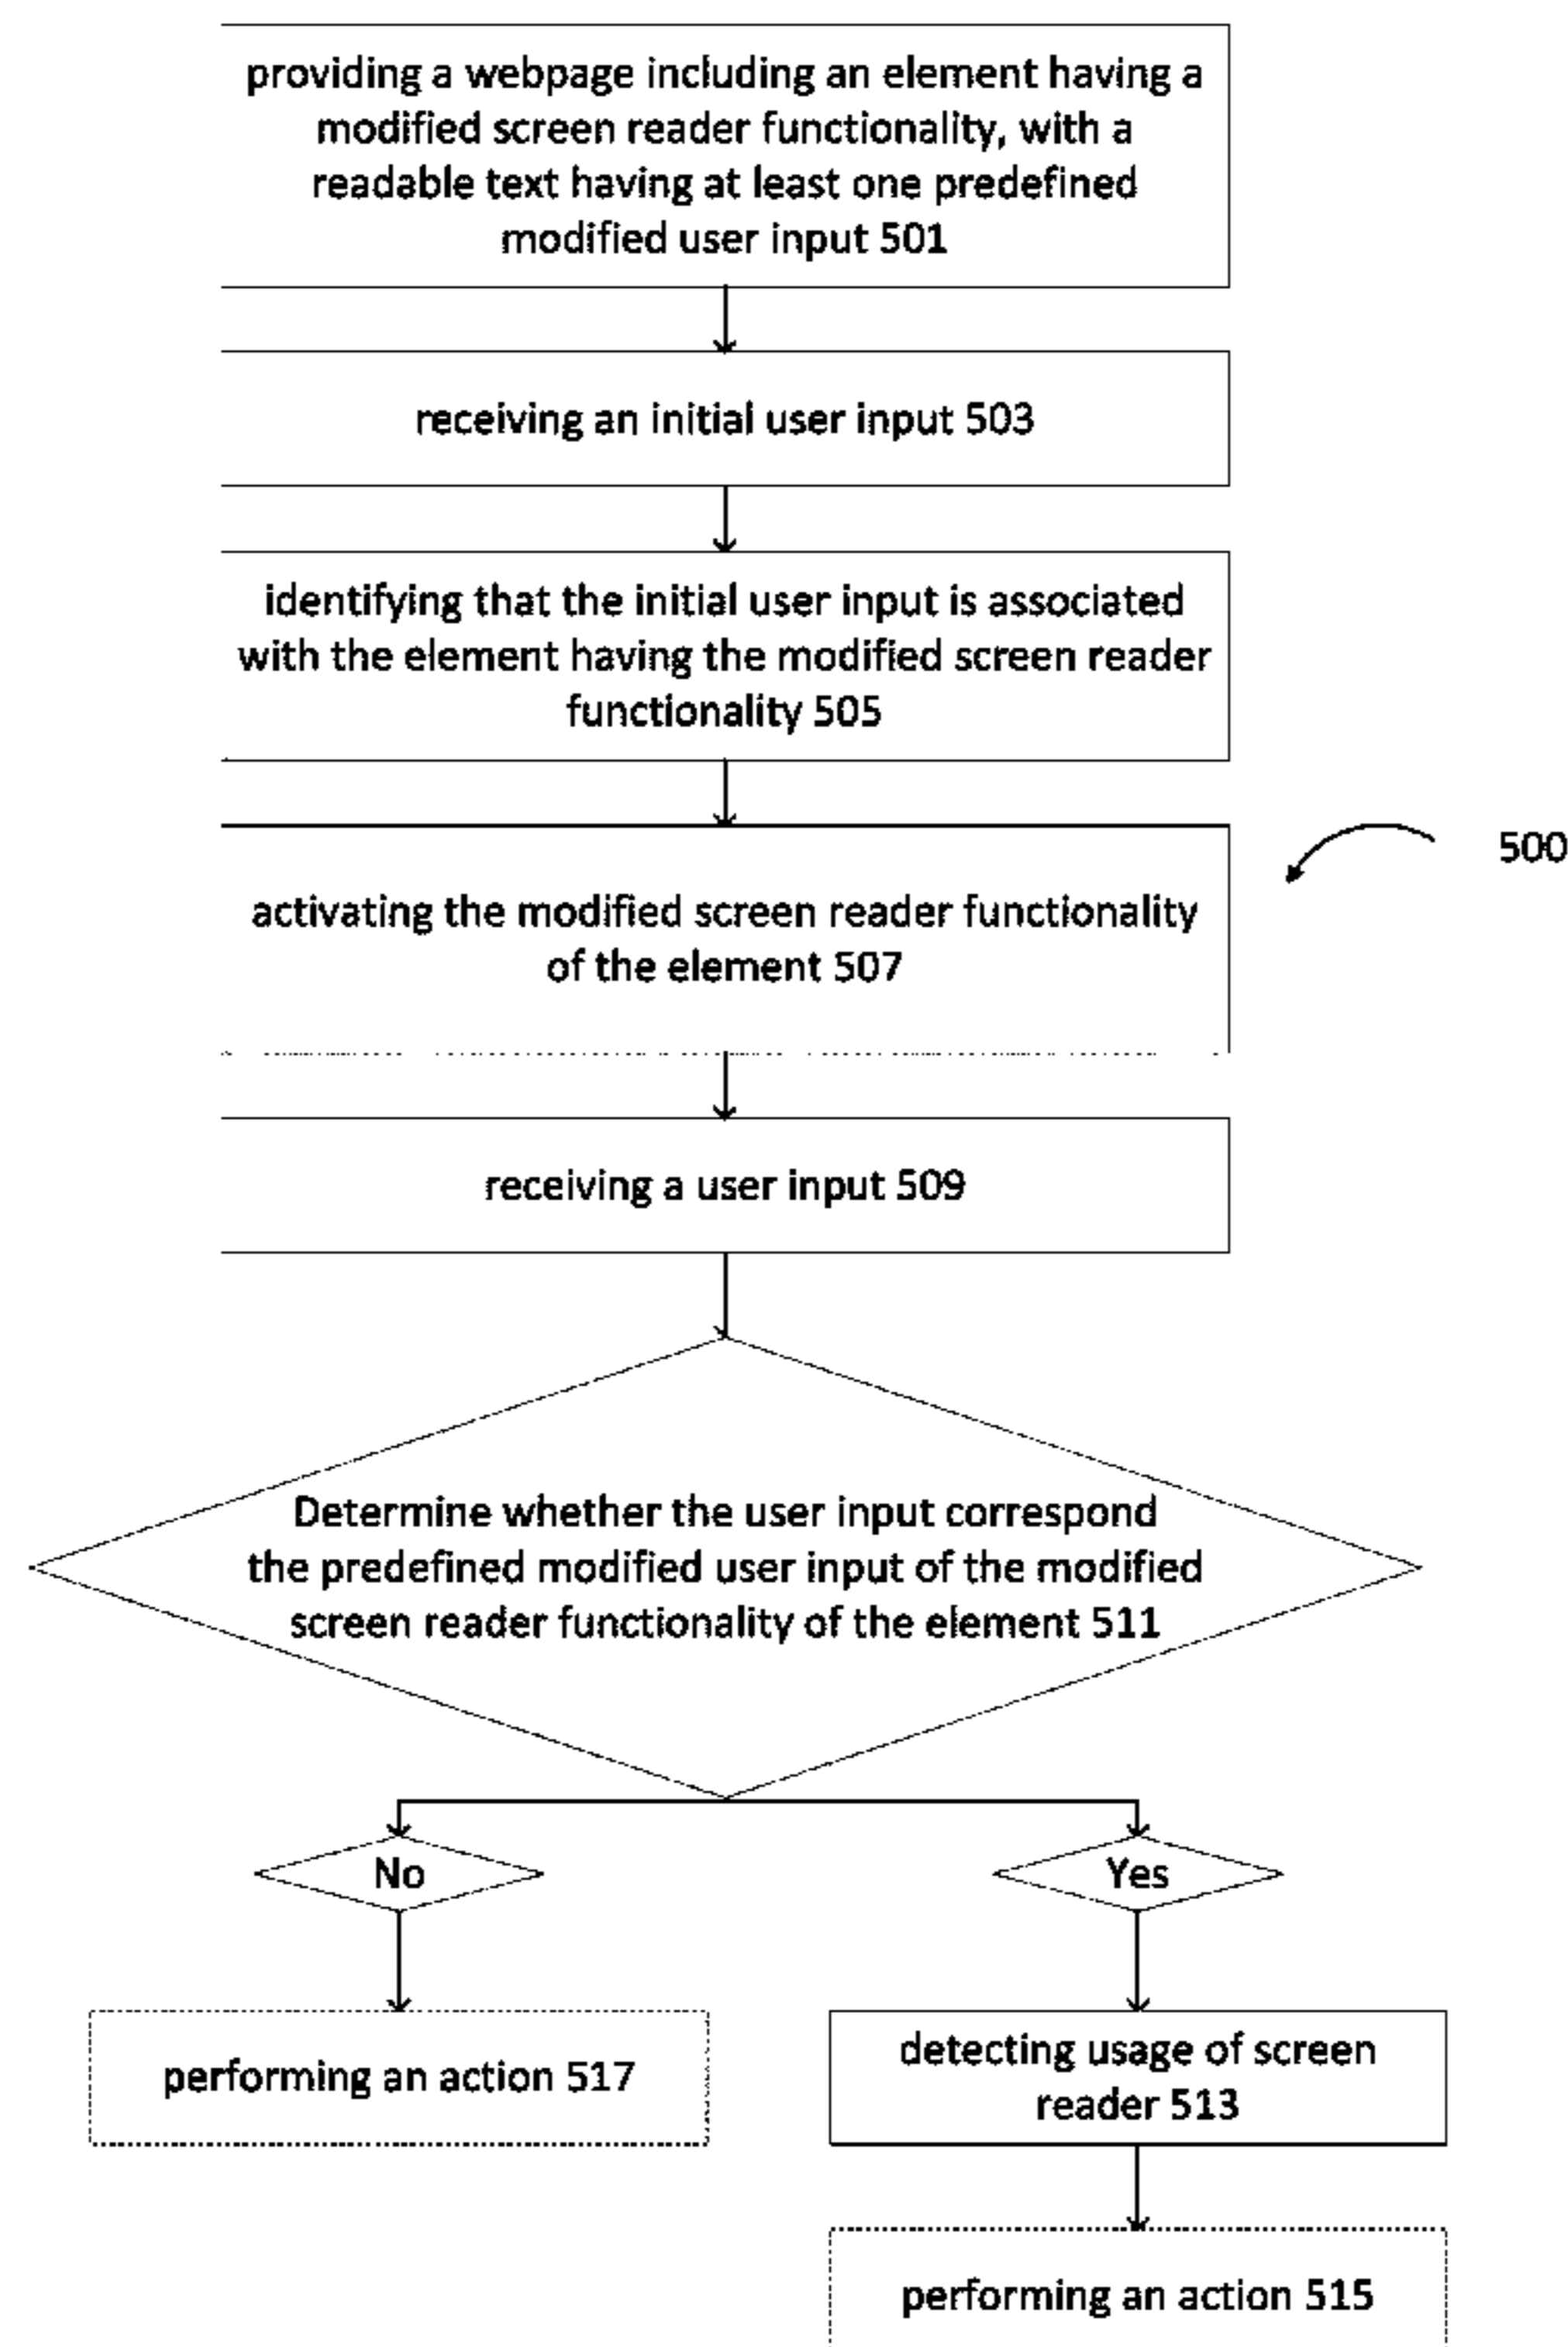 providing a webpage including an element having a
modified screen reader functionality, with a
readable text having at least one predefined
modified user input 501
receiving an initial user input 503
identifying that the initial user input is associated
with the element having the modified screen reader
functionality 505
500
activating the modified screen reader functionality
of the element 507
receiving a user input 509
Determine whether the user input correspond
the predefined modified user input of the modified
screen reader functionality of the element 511
No
Yes
performing an action 517
detecting usage of screen
reader 513
performing an action 515